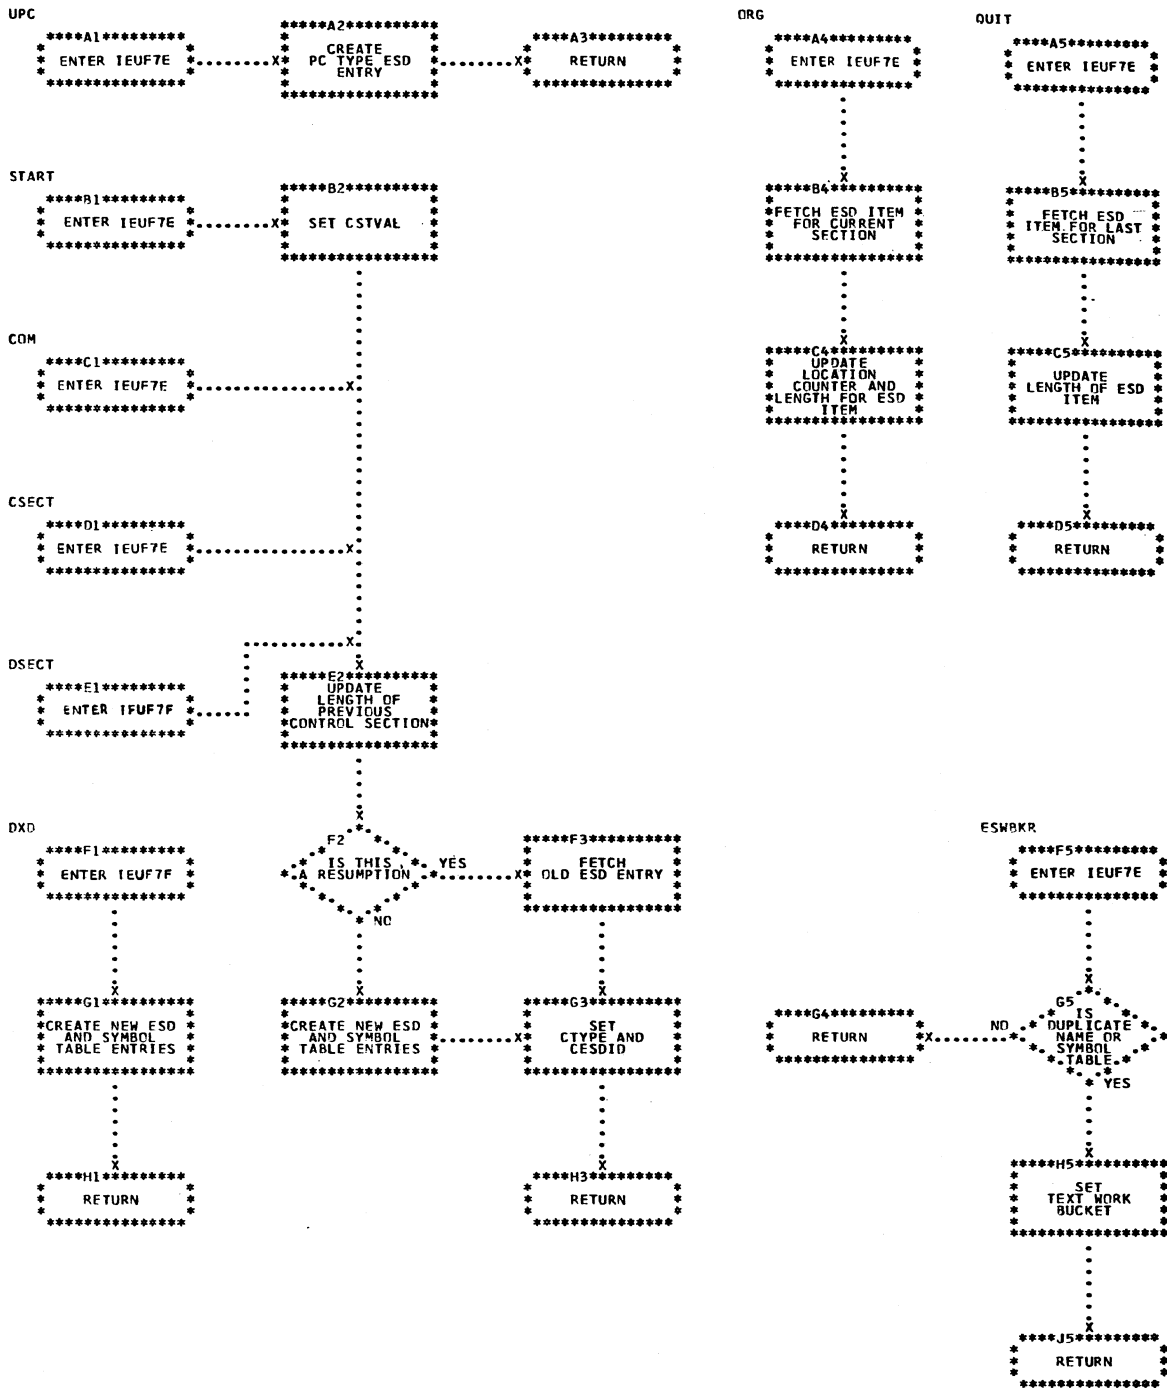 UPC
A1
ENTER IEUF7E
A2
CREATE
PC TYPE ESD
ENTRY
A3
RETURN
ORG
A4
ENTER IEUF7E
QUIT
A5
ENTER IEUF7E
START
B1
ENTER IEUF7E
B2
SET CSTVAL
B4
FETCH ESD ITEM
FOR CURRENT
SECTION
B5
FETCH ESD
ITEM FOR LAST
SECTION
COM
C1
ENTER IEUF7E
C4
UPDATE
LOCATION
COUNTER AND
LENGTH FOR ESD
ITEM
C5
UPDATE
LENGTH OF ESD
ITEM
CSECT
D1
ENTER IEUF7E
D4
RETURN
D5
RETURN
DSECT
E1
ENTER IFUF7F
E2
UPDATE
LENGTH OF
PREVIOUS
CONTROL SECTION
DXD
F1
ENTER IEUF7F
F2
IS THIS
A RESUMPTION
YES
NO
F3
FETCH
OLD ESD ENTRY
ESWBKR
F5
ENTER IEUF7E
G1
CREATE NEW ESD
AND SYMBOL
TABLE ENTRIES
G2
CREATE NEW ESD
AND SYMBOL
TABLE ENTRIES
G3
SET
CTYPE AND
CESDID
G4
RETURN
NO
G5
IS
DUPLICATE
NAME OR
SYMBOL
TABLE
YES
H1
RETURN
H3
RETURN
H5
SET
TEXT WORK
BUCKET
J5
RETURN